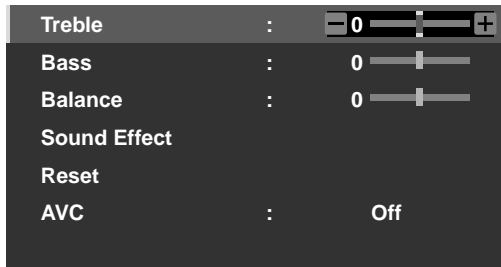 Treble : − 0 +
Bass : 0
Balance : 0
Sound Effect
Reset
AVC : Off